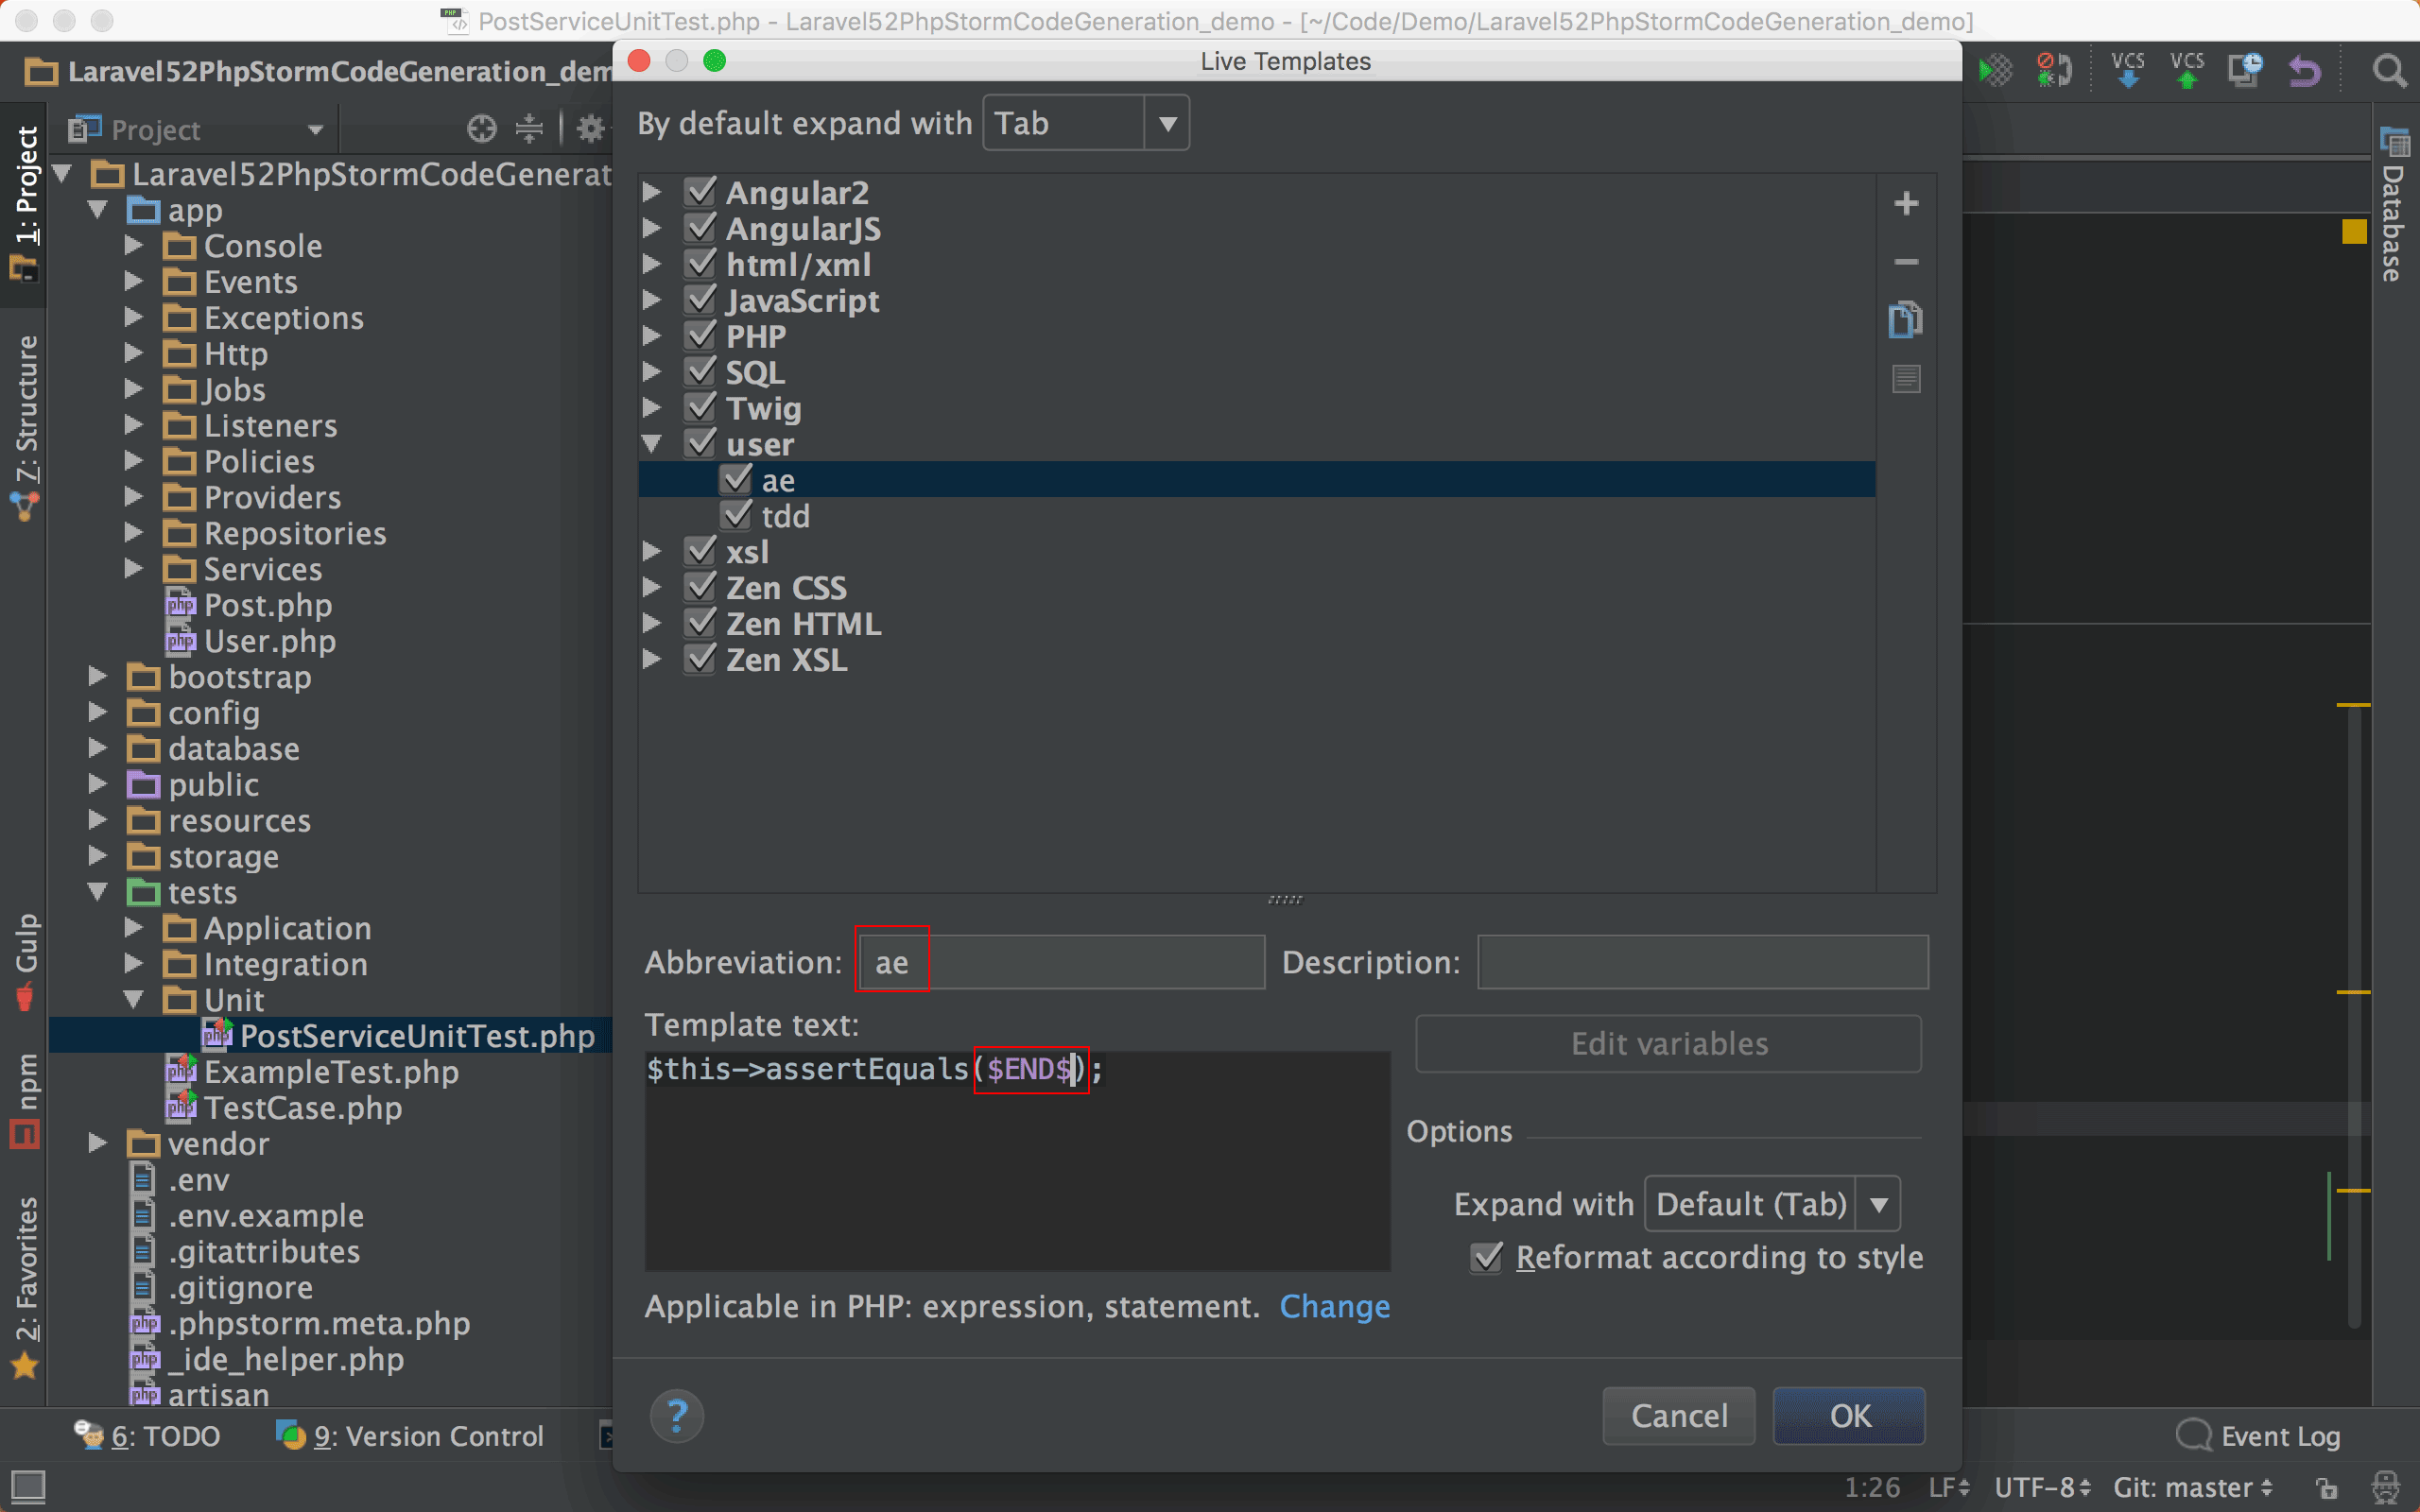 PostServiceUnitTest.php - Laravel52PhpStormCodeGeneration_demo - [~/Code/Demo/Laravel52PhpStormCodeGeneration_demo]
Laravel52PhpStormCodeGeneration_dem
Live Templates
VCS
VCS
1: Project
7: Structure
Gulp
npm
2: Favorites
Project
Laravel52PhpStormCodeGenerat
app
Console
Events
Exceptions
Http
Jobs
Listeners
Policies
Providers
Repositories
Services
Post.php
User.php
bootstrap
config
database
public
resources
storage
tests
Application
Integration
Unit
PostServiceUnitTest.php
ExampleTest.php
TestCase.php
vendor
.env
.env.example
.gitattributes
.gitignore
.phpstorm.meta.php
_ide_helper.php
artisan
By default expand with Tab
Angular2
AngularJS
html/xml
JavaScript
PHP
SQL
Twig
user
ae
tdd
xsl
Zen CSS
Zen HTML
Zen XSL
Abbreviation: ae Description:
Template text:
Edit variables
$this->assertEquals($END$);
Options
Expand with Default (Tab)
Reformat according to style
Applicable in PHP: expression, statement. Change
? Cancel OK
Database
6: TODO 9: Version Control Event Log
1:26 LF UTF-8 Git: master